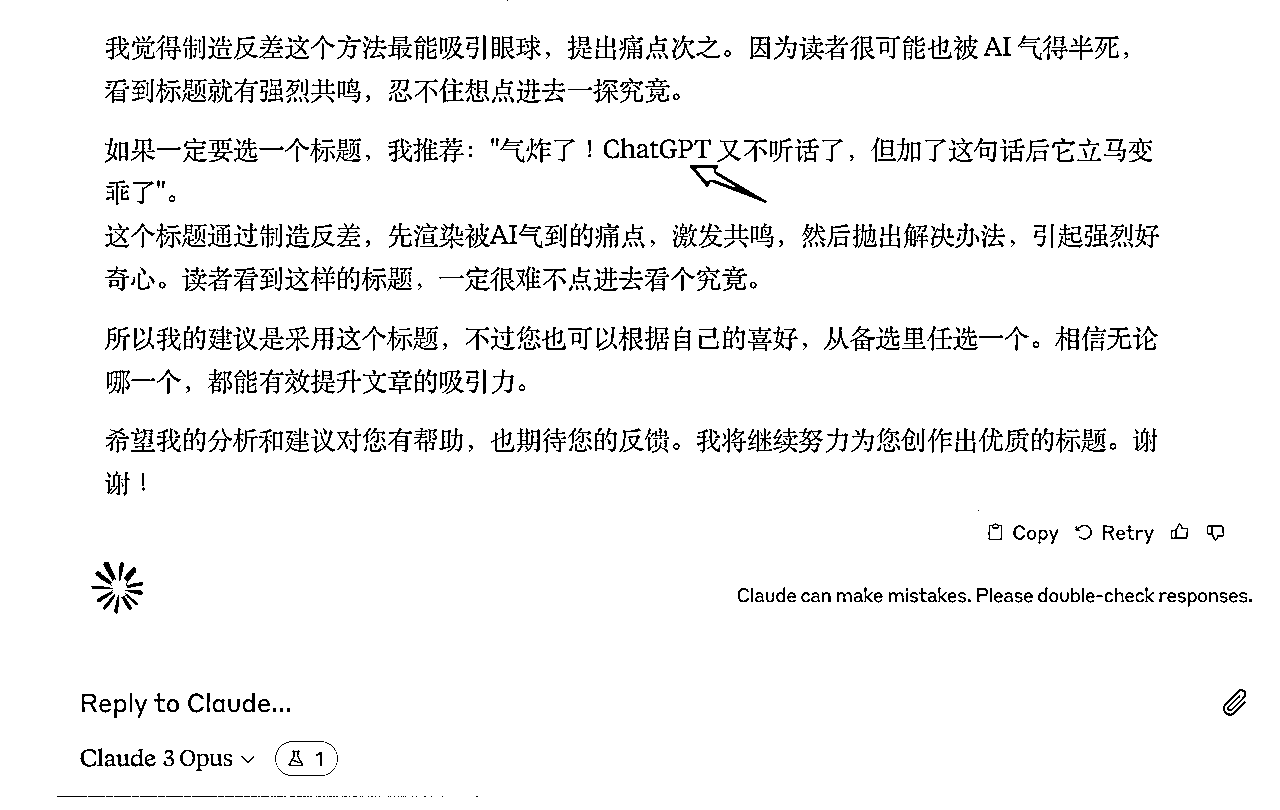 我觉得制造反差这个方法最能吸引眼球，提出痛点次之。因为读者很可能也被 AI 气得半死，
看到标题就有强烈共鸣，忍不住想点进去一探究竟。
如果一定要选一个标题，我推荐："气炸了！ChatGPT 又不听话了，但加了这句话后它立马变
乖了"。
这个标题通过制造反差，先渲染被AI气到的痛点，激发共鸣，然后抛出解决办法，引起强烈好
奇心。读者看到这样的标题，一定很难不点进去看个究竟。
所以我的建议是采用这个标题，不过您也可以根据自己的喜好，从备选里任选一个。相信无论
哪一个，都能有效提升文章的吸引力。
希望我的分析和建议对您有帮助，也期待您的反馈。我将继续努力为您创作出优质的标题。谢
谢！
Copy Retry
Claude can make mistakes. Please double-check responses.
Reply to Claude...
Claude 3 Opus 1